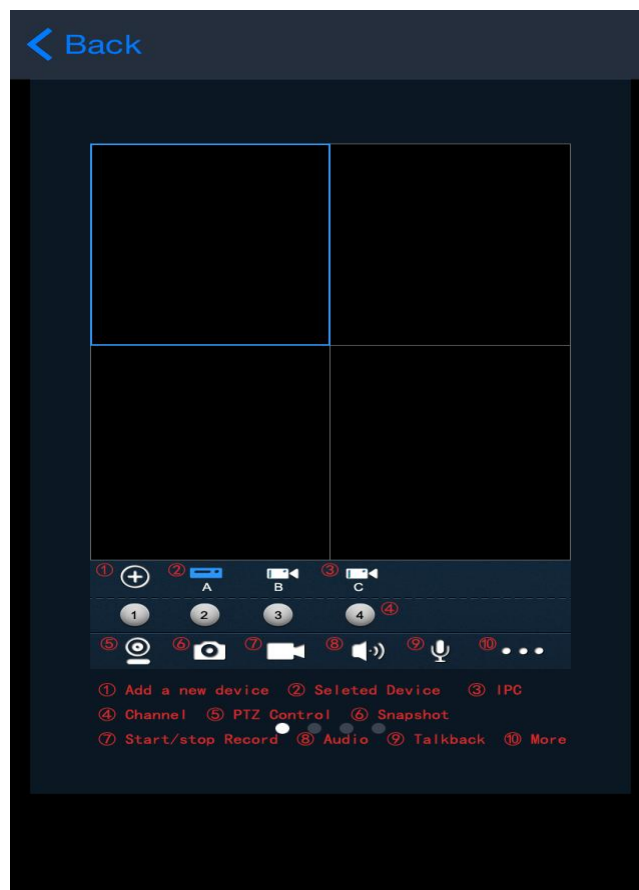 Back
① ② ③
A B C
1 2 3 4 ④
⑤ ⑥ ⑦ ⑧ ⑨ ⑩
① Add a new device ② Seleted Device ③ IPC
④ Channel ⑤ PTZ Control ⑥ Snapshot
⑦ Start/stop Record ⑧ Audio ⑨ Talkback ⑩ More